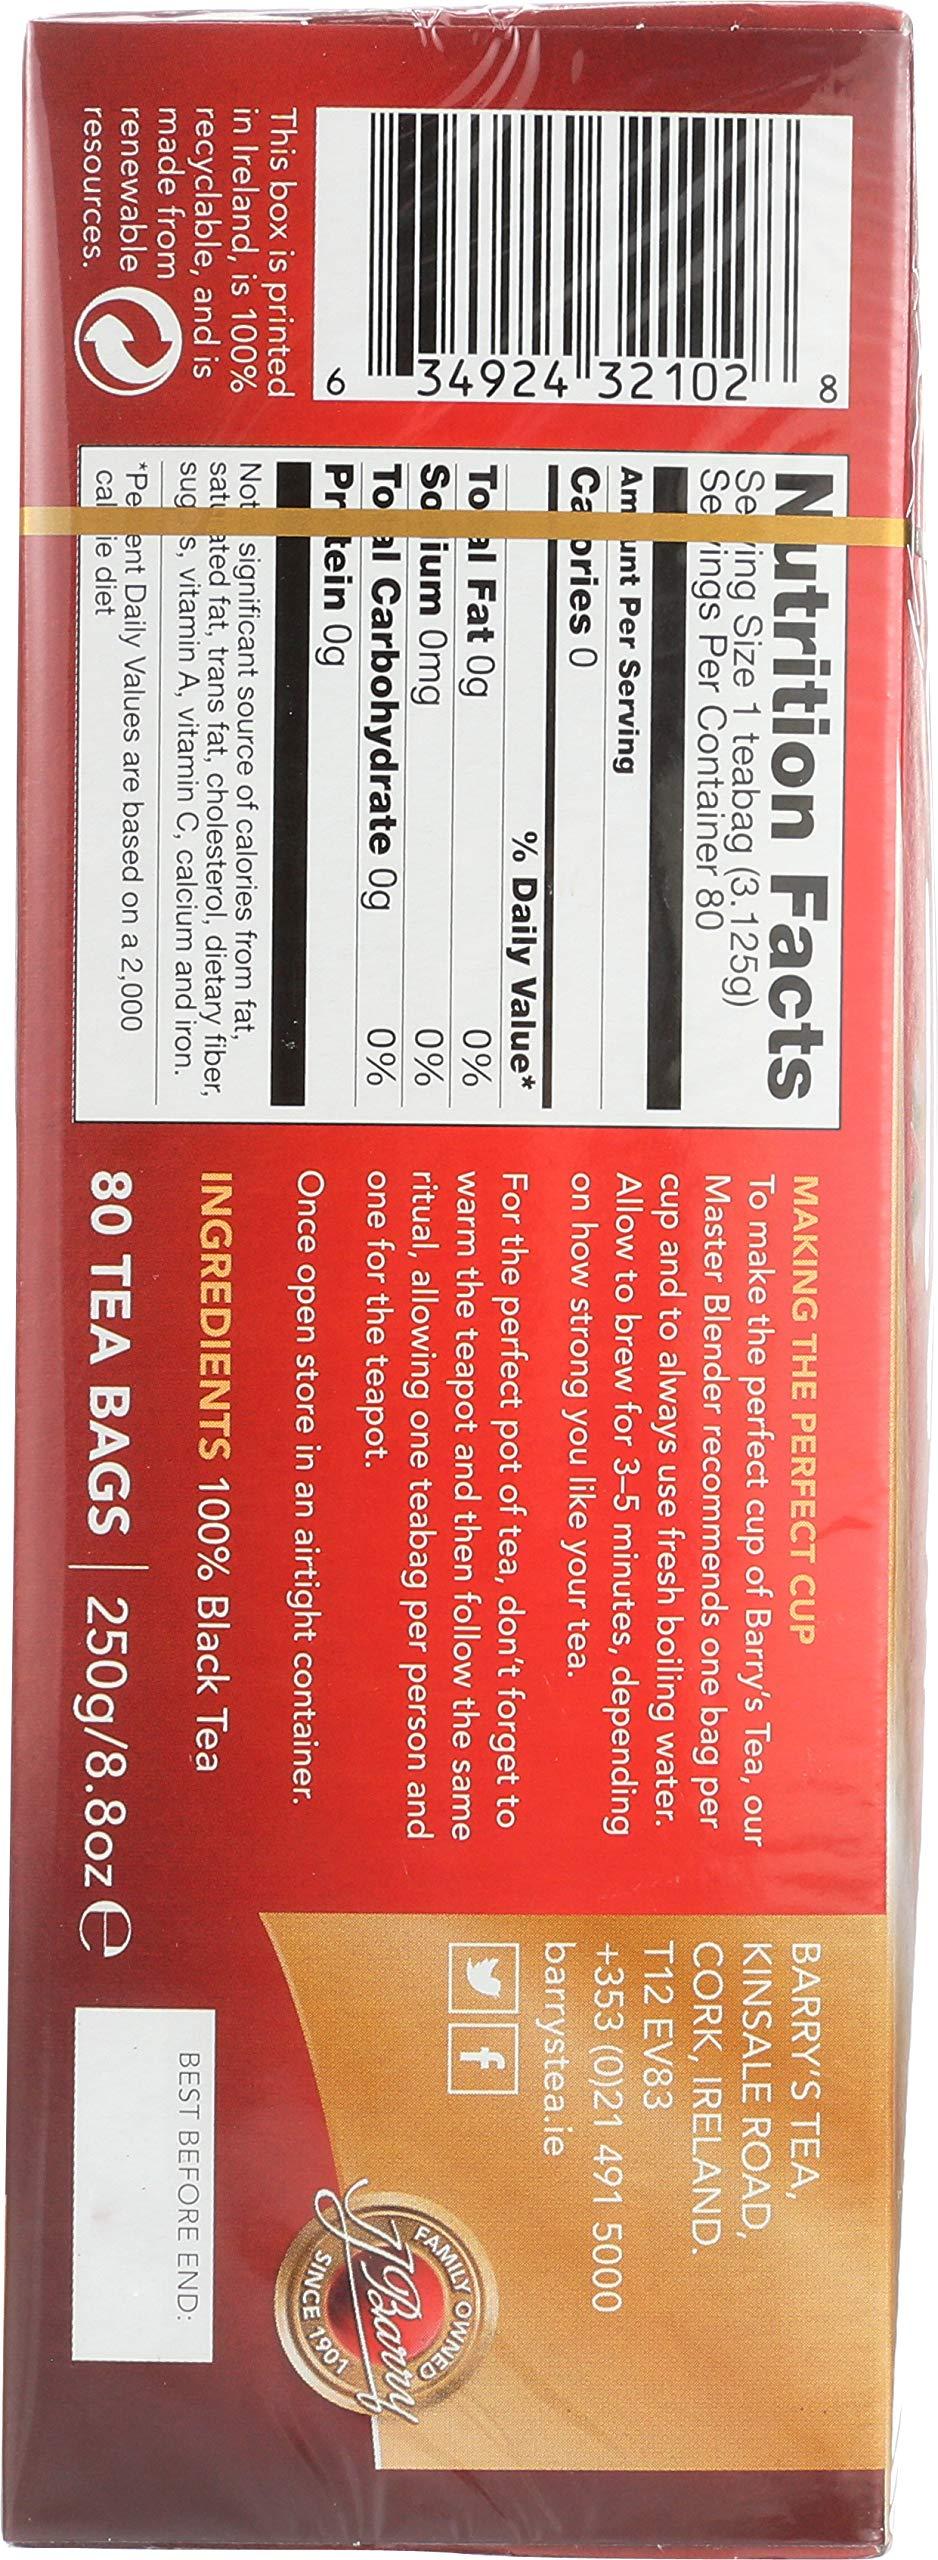 6 34924 32102 8
This box is printed
in Ireland, is 100%
recyclable, and is
made from
renewable
resources.
Nutrition Facts
Serving Size 1 teabag (3.125g)
Servings Per Container 80
Amount Per Serving
Calories 0
% Daily Value*
Total Fat 0g 0%
Sodium 0mg 0%
Total Carbohydrate 0g 0%
Protein 0g
Not significant source of calories from fat,
saturated fat, trans fat, cholesterol, dietary fiber,
sugars, vitamin A, vitamin C, calcium and iron.
*Percent Daily Values are based on a 2,000
calorie diet
MAKING THE PERFECT CUP
To make the perfect cup of Barry's Tea, our
Master Blender recommends one bag per
cup and to always use fresh boiling water.
Allow to brew for 3–5 minutes, depending
on how strong you like your tea.
For the perfect pot of tea, don't forget to
warm the teapot and then follow the same
ritual, allowing one teabag per person and
one for the teapot.
Once open store in an airtight container.
INGREDIENTS 100% Black Tea
80 TEA BAGS | 250g/8.8oz ℮
BARRY'S TEA,
KINSALE ROAD,
CORK, IRELAND.
T12 EV83
+353 (0)21 491 5000
barrystea.ie
FAMILY OWNED
Barry
SINCE 1901
BEST BEFORE END: